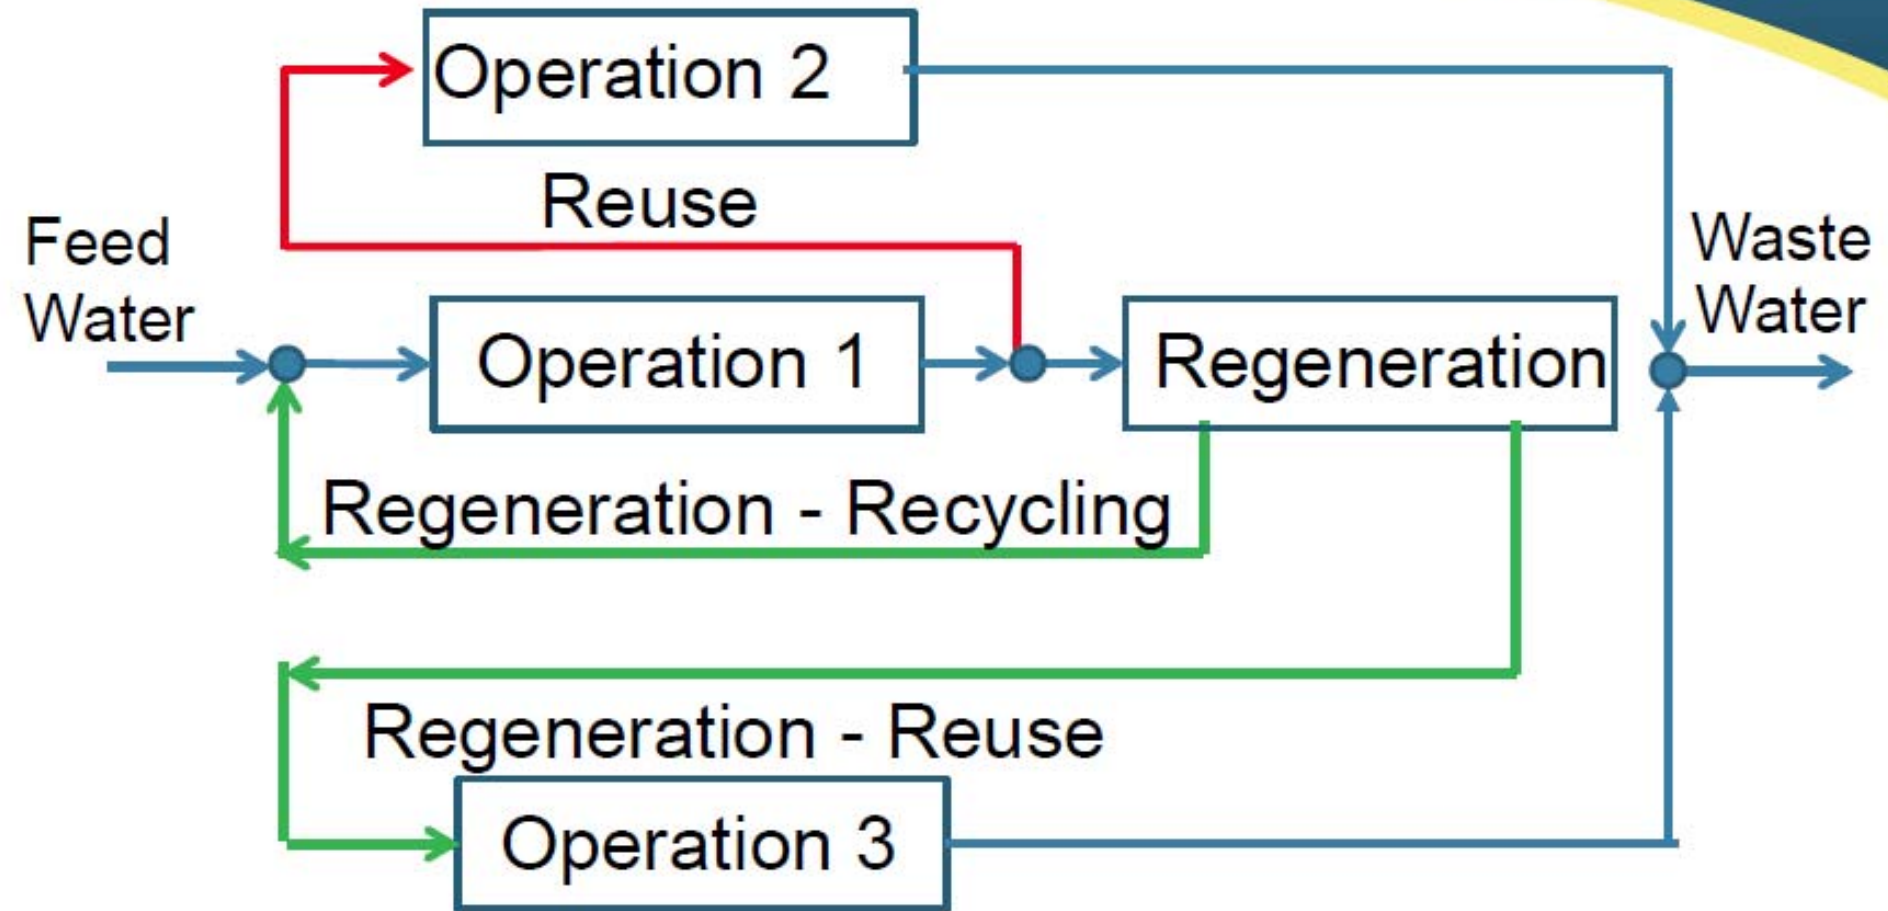 Operation 2
Reuse
Feed
Water
Operation 1
Regeneration
Waste
Water
Regeneration - Recycling
Regeneration - Reuse
Operation 3